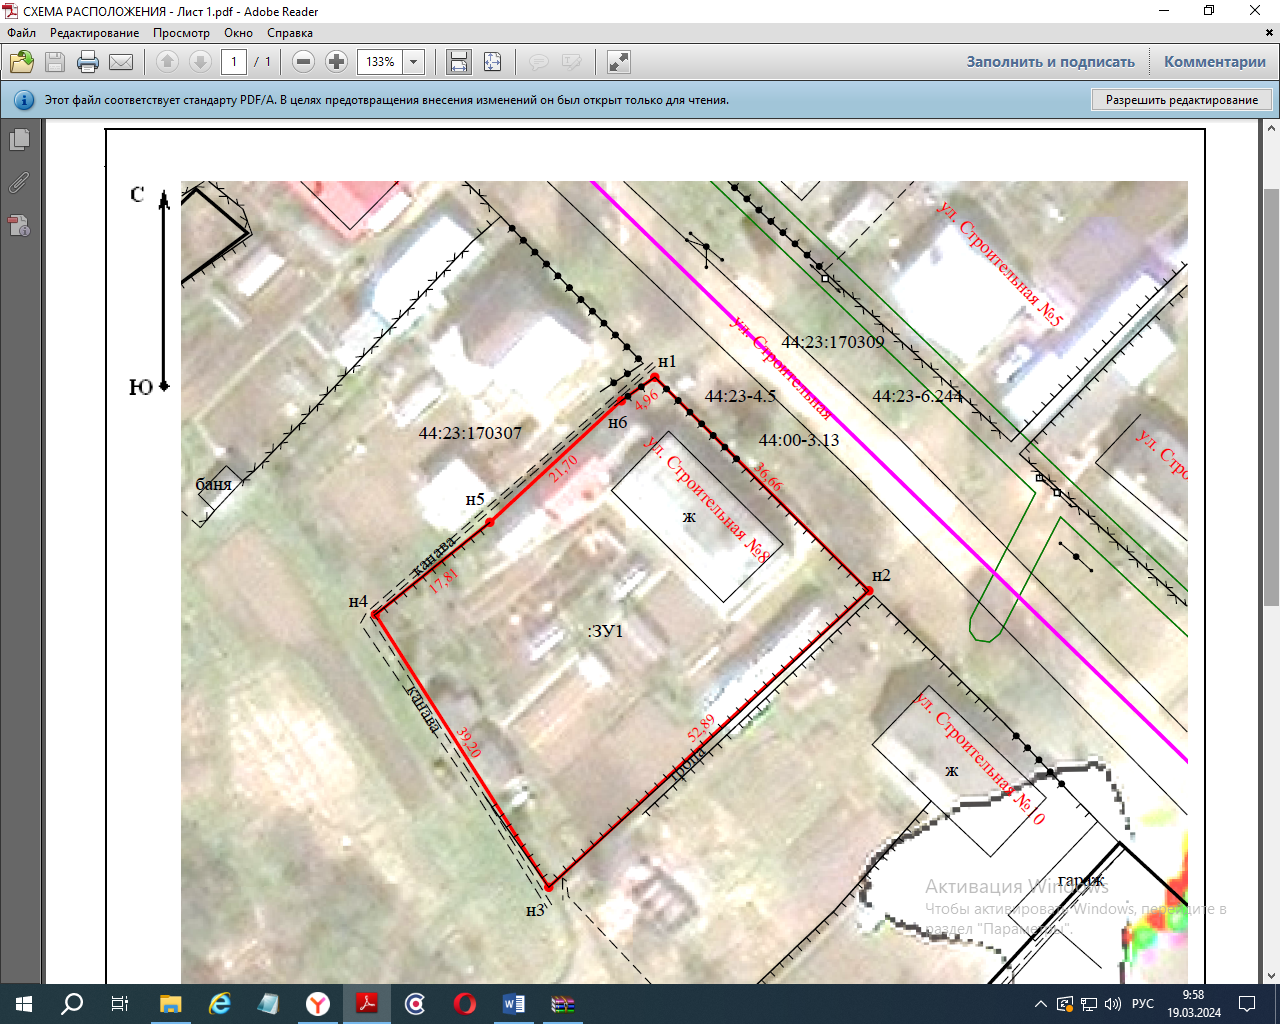 СХЕМА РАСПОЛОЖЕНИЯ - Лист 1.pdf - Adobe Reader
Файл Редактирование Просмотр Окно Справка
1 / 1 133% Заполнить и подписать Комментарии
Этот файл соответствует стандарту PDF/A. В целях предотвращения внесения изменений он был открыт только для чтения. Разрешить редактирование
С
Ю
ул. Строительная №5
ул. Строительная
44:23:170309
н1
4,96
44:23-4.5
44:23-6.244
н6
44:23:170307
44:00-3.13
ул. Строительная №8
36,66
21,70
баня
н5
ж
канава
17,81
н2
н4
:ЗУ1
канава
39,20
52,89
тропа
ул. Строительная №
ж
н3
гараж
Активация Windows
Чтобы активировать Windows, перейдите в
раздел "Параметры".
РУС
9:58
19.03.2024